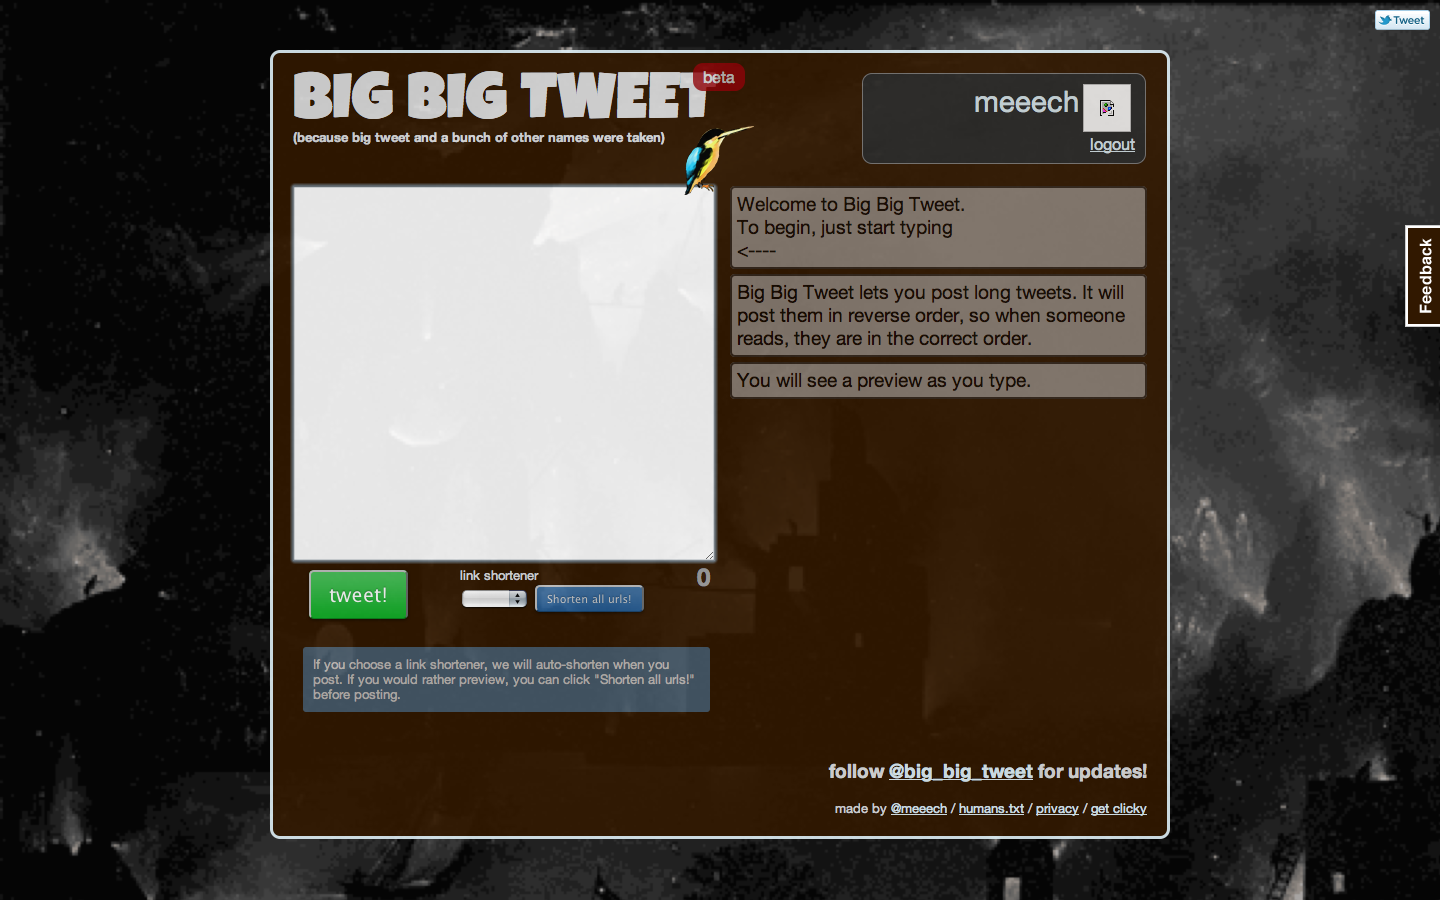 Tweet
BIG BIG TWEET
beta
(because big tweet and a bunch of other names were taken)
meeech
logout
Welcome to Big Big Tweet.
To begin, just start typing
<----
Big Big Tweet lets you post long tweets. It will
post them in reverse order, so when someone
reads, they are in the correct order.
You will see a preview as you type.
Feedback
tweet!
link shortener
Shorten all urls!
0
If you choose a link shortener, we will auto-shorten when you
post. If you would rather preview, you can click "Shorten all urls!"
before posting.
follow @big_big_tweet for updates!
made by @meeech / humans.txt / privacy / get clicky